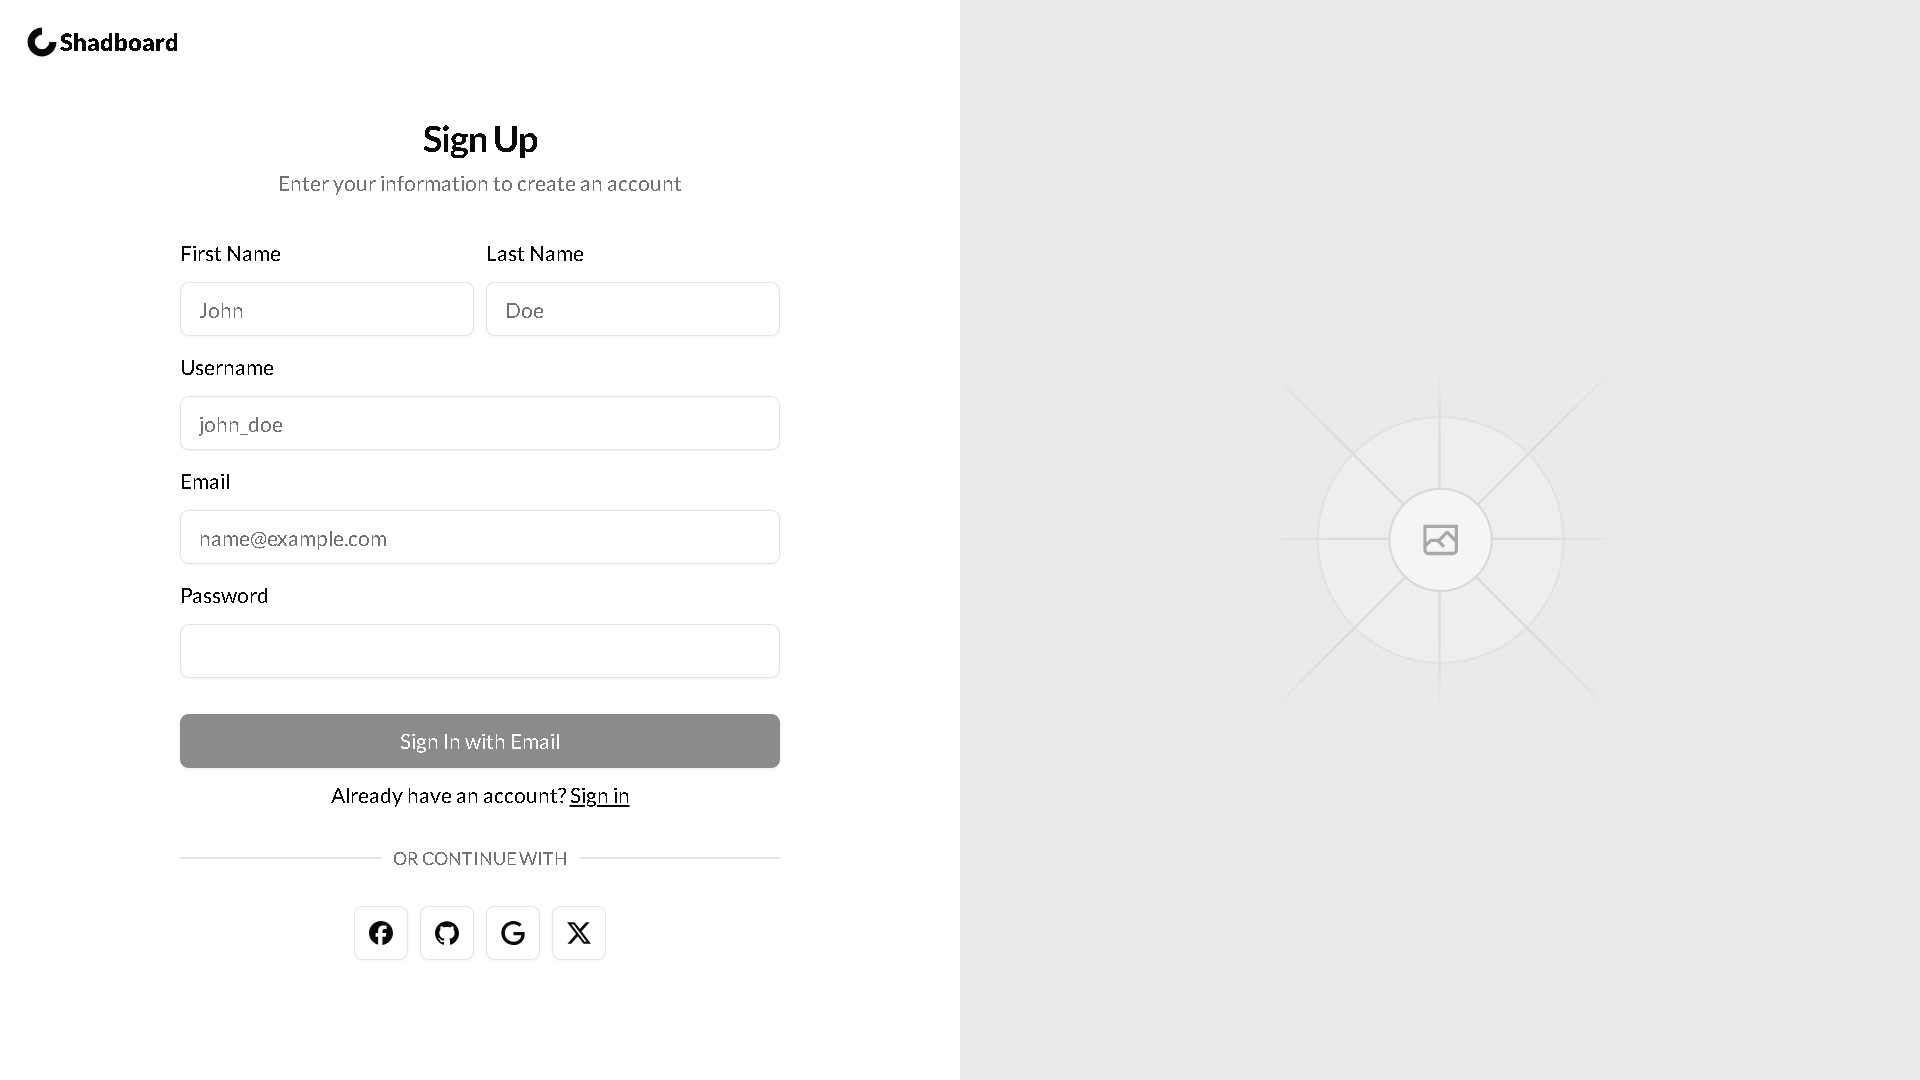 Shadboard
Sign Up
Enter your information to create an account
First Name
Last Name
John
Doe
Username
john_doe
Email
name@example.com
Password
Sign In with Email
Already have an account? Sign in
OR CONTINUE WITH